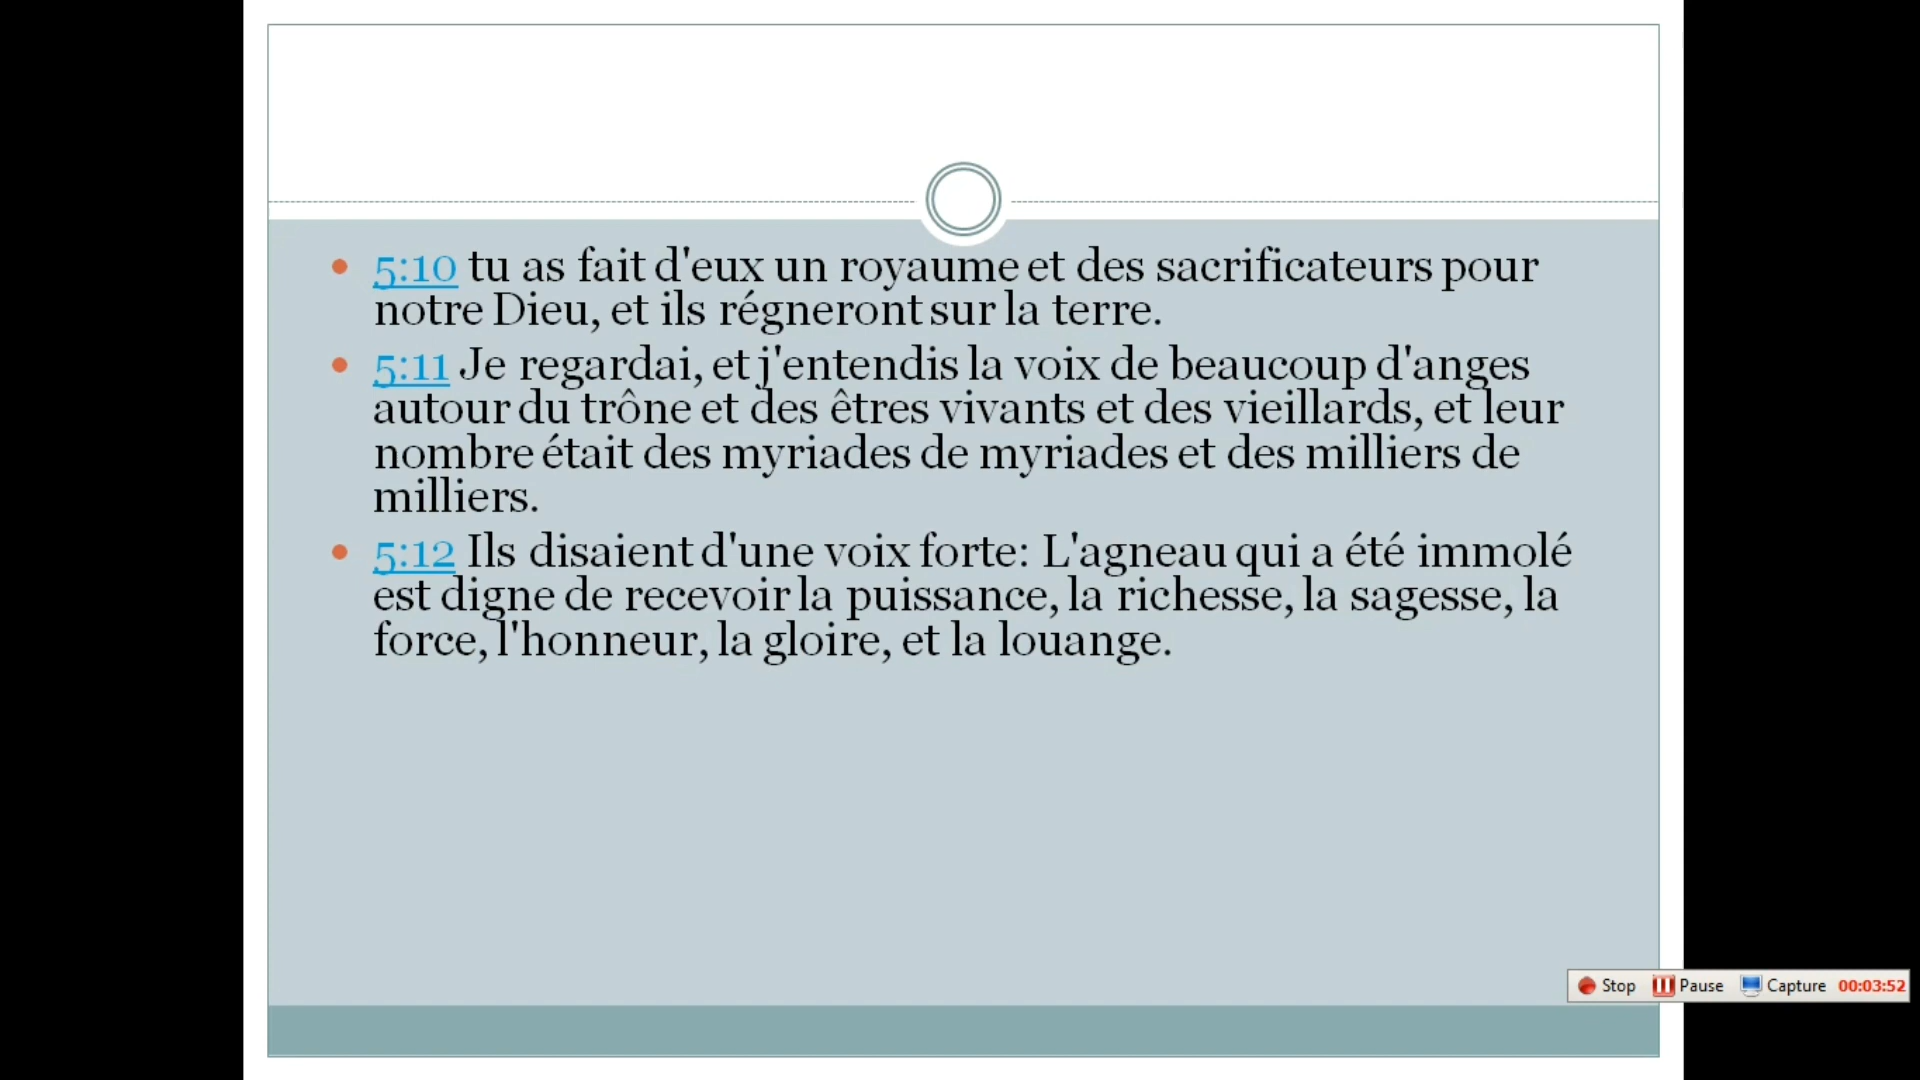 5:10 tu as fait d'eux un royaume et des sacrificateurs pour
notre Dieu, et ils régneront sur la terre.
5:11 Je regardai, et j'entendis la voix de beaucoup d'anges
autour du trône et des êtres vivants et des vieillards, et leur
nombre était des myriades de myriades et des milliers de
milliers.
5:12 Ils disaient d'une voix forte: L'agneau qui a été immolé
est digne de recevoir la puissance, la richesse, la sagesse, la
force, l'honneur, la gloire, et la louange.
Stop Pause Capture 00:03:52